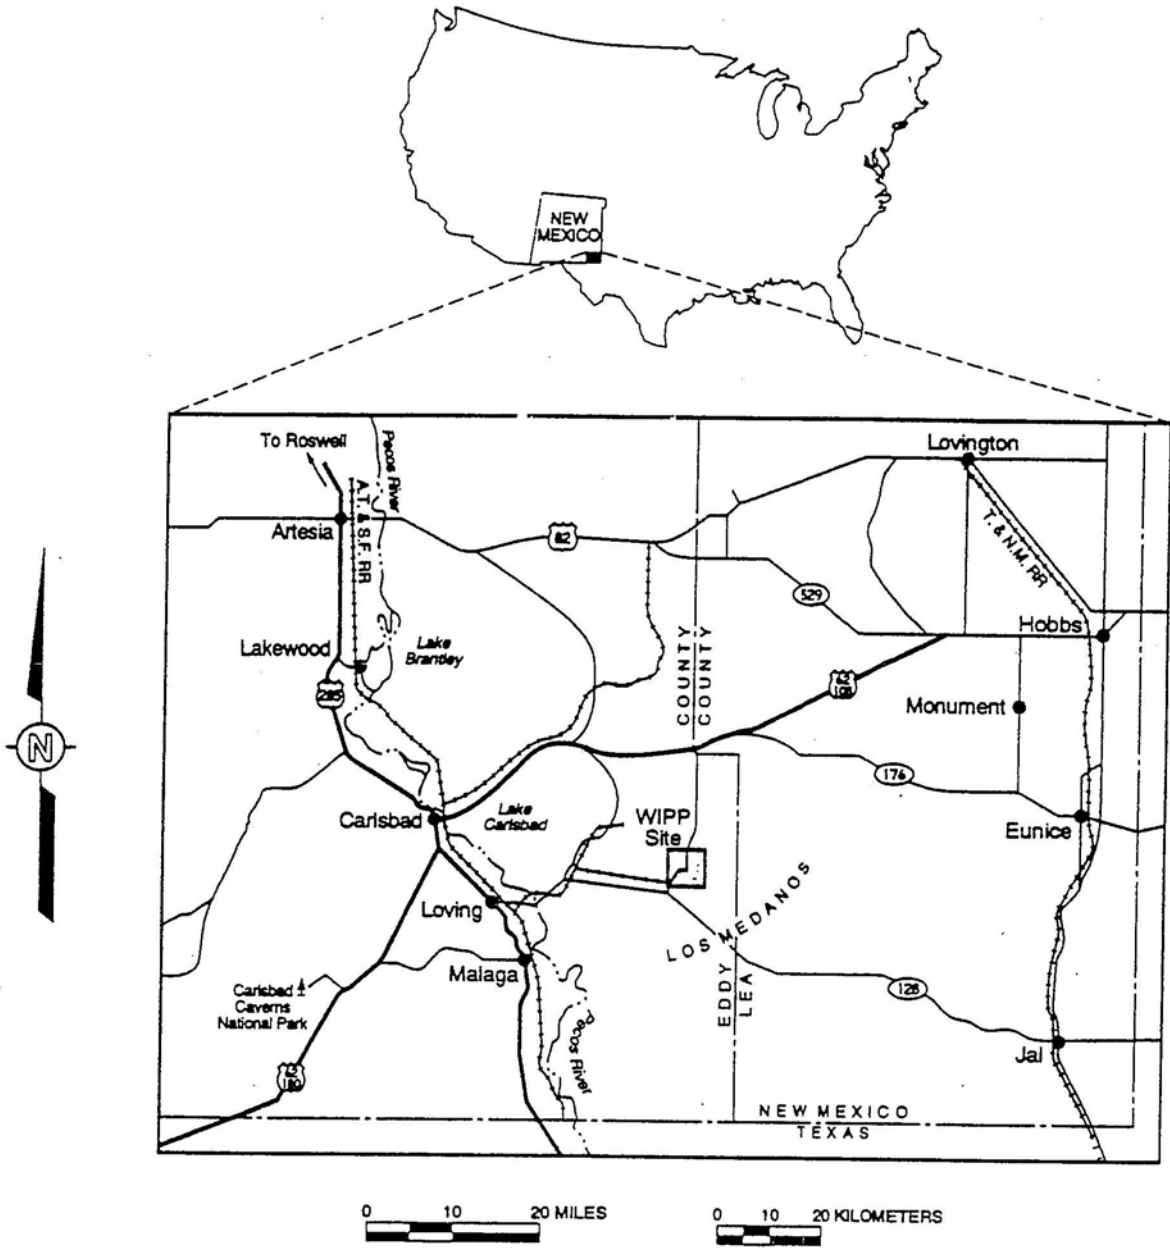 NEW
MEXICO
To Roswell
Pecos River
Lovington
A.T. & S.F. RR
Artesia
82
T. & N.M. RR
529
Hobbs
Lakewood
Lake
Brantley
COUNTY
COUNTY
285
Monument
N
176
Carlsbad
Lake
Carlsbad
WIPP
Site
Eunice
Loving
LOS MEDANOS
Malaga
EDDY
LEA
Carlsbad
Caverns
National Park
128
Pecos River
Jal
62
180
NEW MEXICO
TEXAS
0 10 20 MILES
0 10 20 KILOMETERS